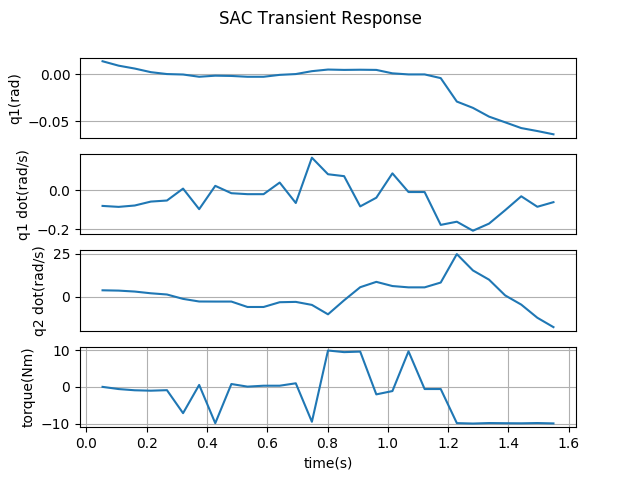 SAC Transient Response
q1(rad)
0.00
−0.05
q1 dot(rad/s)
0.0
−0.2
q2 dot(rad/s)
25
0
torque(Nm)
10
0
−10
0.0 0.2 0.4 0.6 0.8 1.0 1.2 1.4 1.6
time(s)